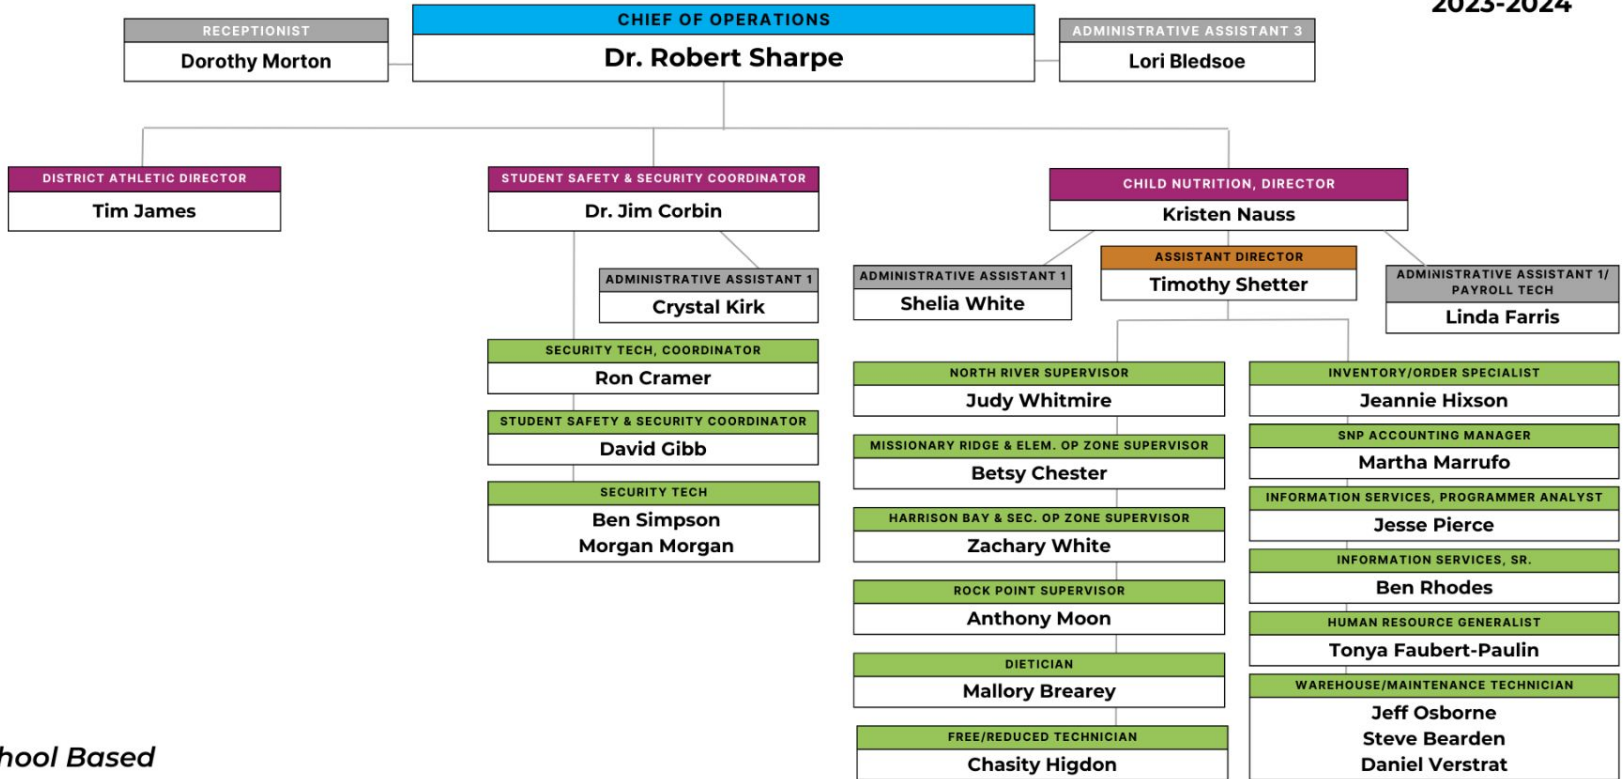 2023-2024
CHIEF OF OPERATIONS
Dr. Robert Sharpe
RECEPTIONIST
Dorothy Morton
ADMINISTRATIVE ASSISTANT 3
Lori Bledsoe
DISTRICT ATHLETIC DIRECTOR
Tim James
STUDENT SAFETY & SECURITY COORDINATOR
Dr. Jim Corbin
ADMINISTRATIVE ASSISTANT 1
Crystal Kirk
SECURITY TECH, COORDINATOR
Ron Cramer
STUDENT SAFETY & SECURITY COORDINATOR
David Gibb
SECURITY TECH
Ben Simpson
Morgan Morgan
CHILD NUTRITION, DIRECTOR
Kristen Nauss
ADMINISTRATIVE ASSISTANT 1
Shelia White
ASSISTANT DIRECTOR
Timothy Shetter
ADMINISTRATIVE ASSISTANT 1/
PAYROLL TECH
Linda Farris
NORTH RIVER SUPERVISOR
Judy Whitmire
MISSIONARY RIDGE & ELEM. OP ZONE SUPERVISOR
Betsy Chester
HARRISON BAY & SEC. OP ZONE SUPERVISOR
Zachary White
ROCK POINT SUPERVISOR
Anthony Moon
DIETICIAN
Mallory Brearey
FREE/REDUCED TECHNICIAN
Chasity Higdon
INVENTORY/ORDER SPECIALIST
Jeannie Hixson
SNP ACCOUNTING MANAGER
Martha Marrufo
INFORMATION SERVICES, PROGRAMMER ANALYST
Jesse Pierce
INFORMATION SERVICES, SR.
Ben Rhodes
HUMAN RESOURCE GENERALIST
Tonya Faubert-Paulin
WAREHOUSE/MAINTENANCE TECHNICIAN
Jeff Osborne
Steve Bearden
Daniel Verstrat
hool Based